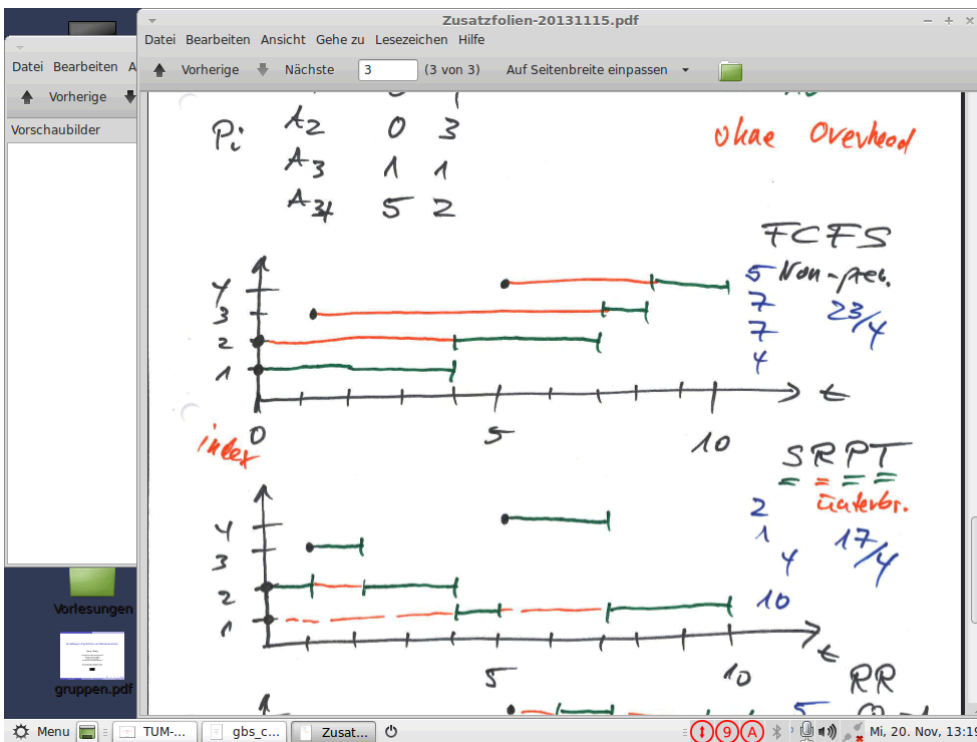 Zusatzfolien-20131115.pdf
Datei Bearbeiten Ansicht Gehe zu Lesezeichen Hilfe
Vorherige Nächste 3 (3 von 3) Auf Seitenbreite einpassen
Datei Bearbeiten A
Vorherige
Vorschaubilder
Pi A2 0 3
A3 1 1
5 2
ohne Overhead
FCFS
Non-pre.
5
7
7
4
23/4
4
3
2
1
0 5 10 t
index
SRPT
Unterbr.
2
1
4
10
17/4
4
3
2
1
5 10 t
RR
5
Vorlesungen
gruppen.pdf
Menu TUM-... gbs_c... Zusat... 9 A Mi, 20. Nov, 13:19